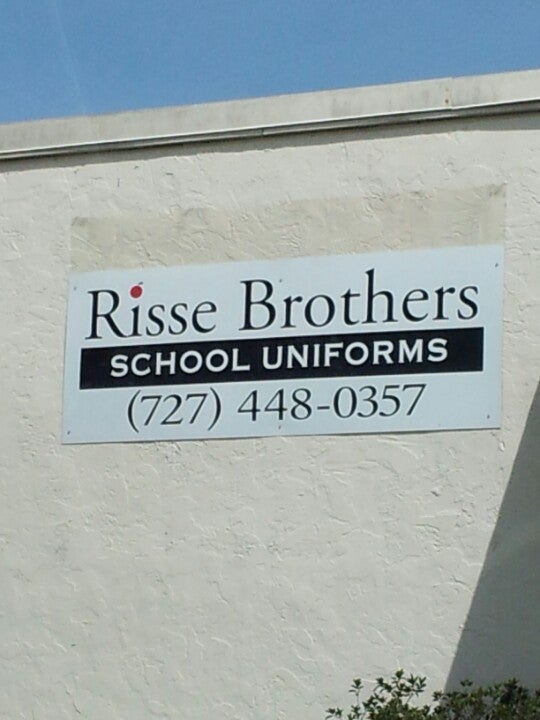 Risse Brothers
SCHOOL UNIFORMS
(727) 448-0357